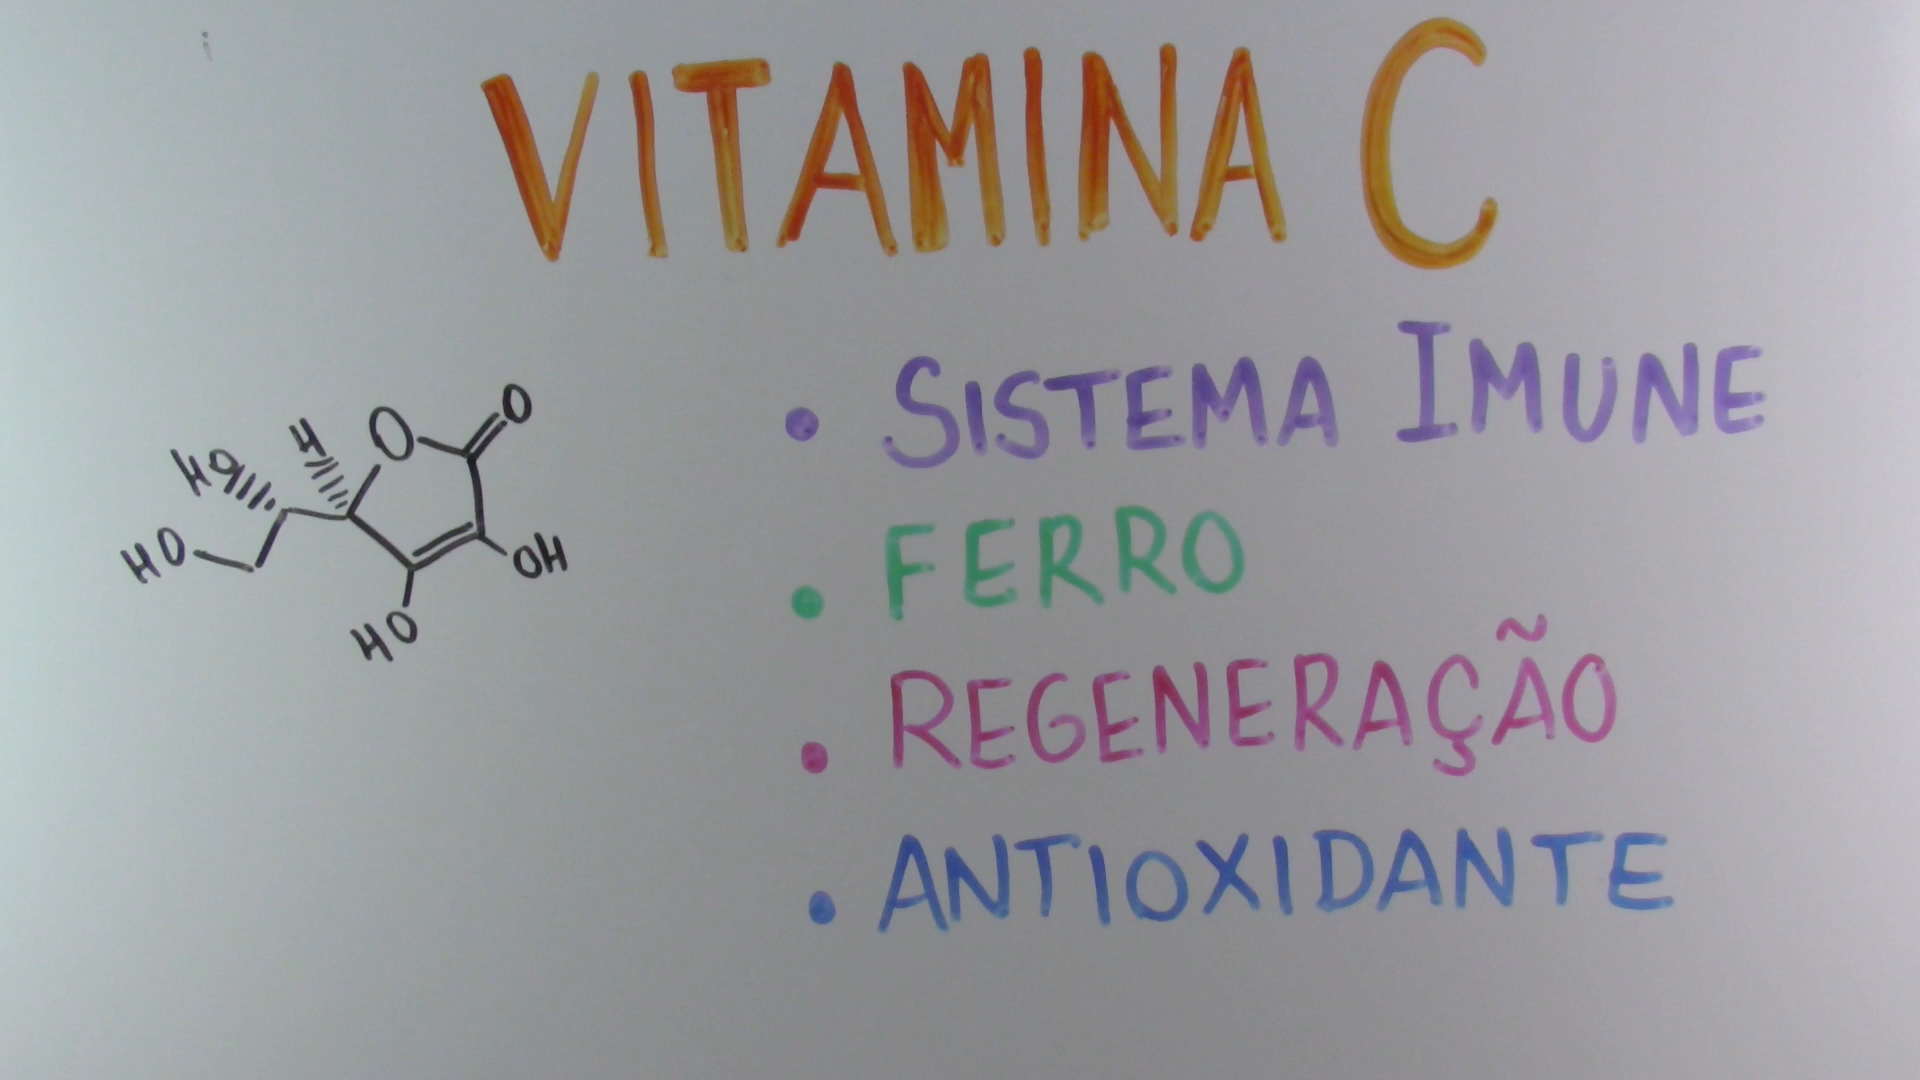 VITAMINA C
• SISTEMA IMUNE
• FERRO
• REGENERAÇÃO
• ANTIOXIDANTE
O
O
H
HO
HO
OH
HO